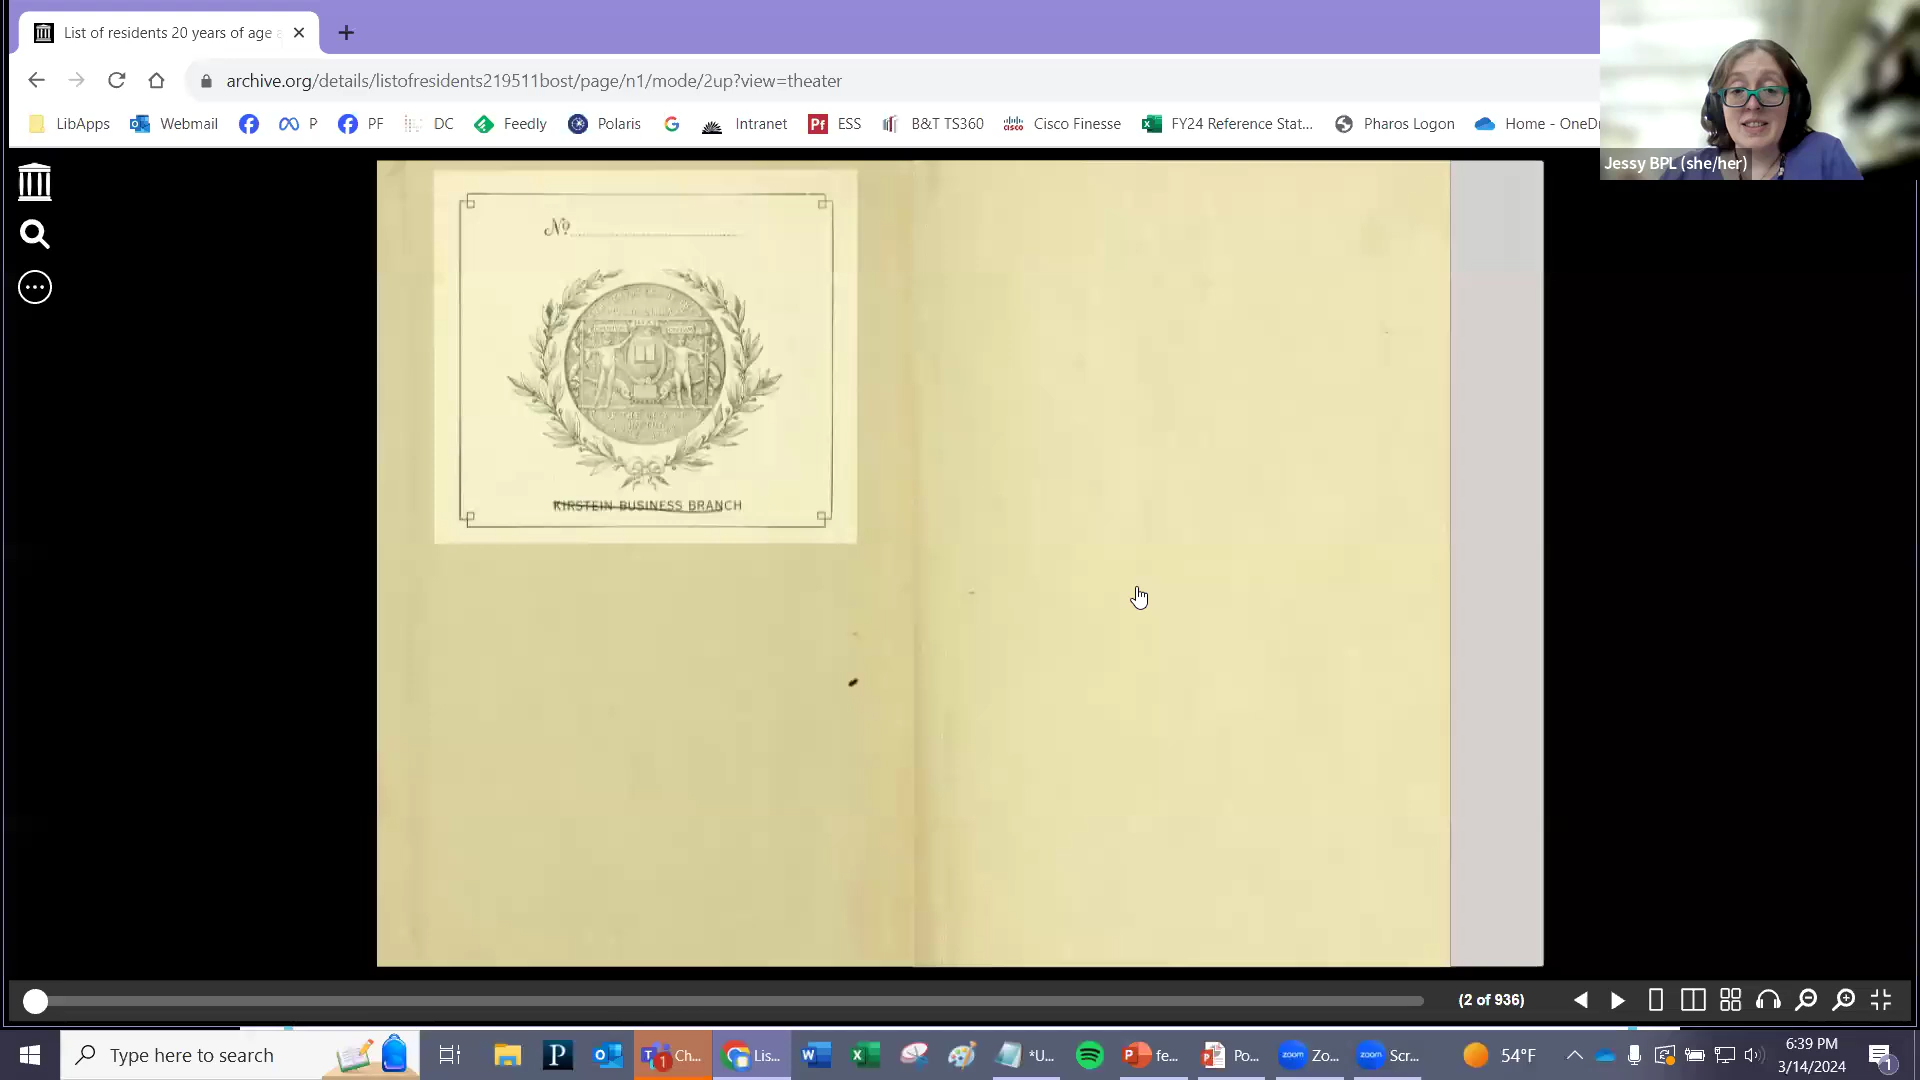 List of residents 20 years of age
archive.org/details/listofresidents219511bost/page/n1/mode/2up?view=theater
LibApps Webmail P PF DC Feedly Polaris Intranet ESS B&T TS360 Cisco Finesse FY24 Reference Stat... Pharos Logon Home - OneDr
Jessy BPL (she/her)
No
KIRSTEIN BUSINESS BRANCH
(2 of 936)
Type here to search
1 Ch... Lis... *U... fe... Po... Zo... Scr... 54°F
6:39 PM
3/14/2024
1